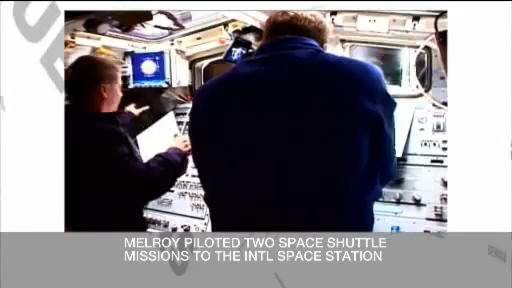 MELROY PILOTED TWO SPACE SHUTTLE
MISSIONS TO THE INTL SPACE STATION